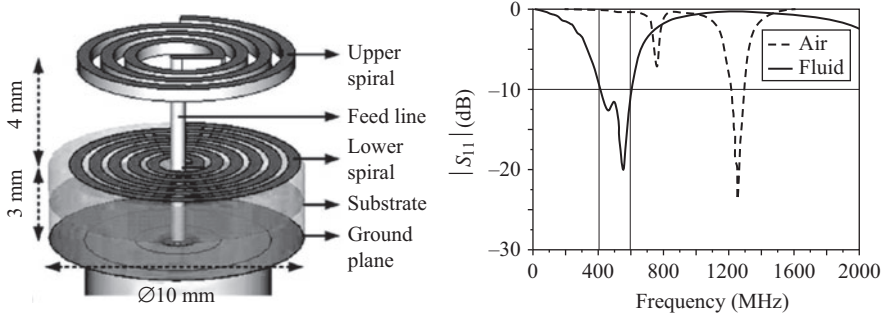 4 mm
3 mm
Upper
spiral
Feed line
Lower
spiral
Substrate
Ground
plane
∅10 mm
|S₁₁| (dB)
0
−10
−20
−30
Air
Fluid
0
400
800
1200
1600
2000
Frequency (MHz)